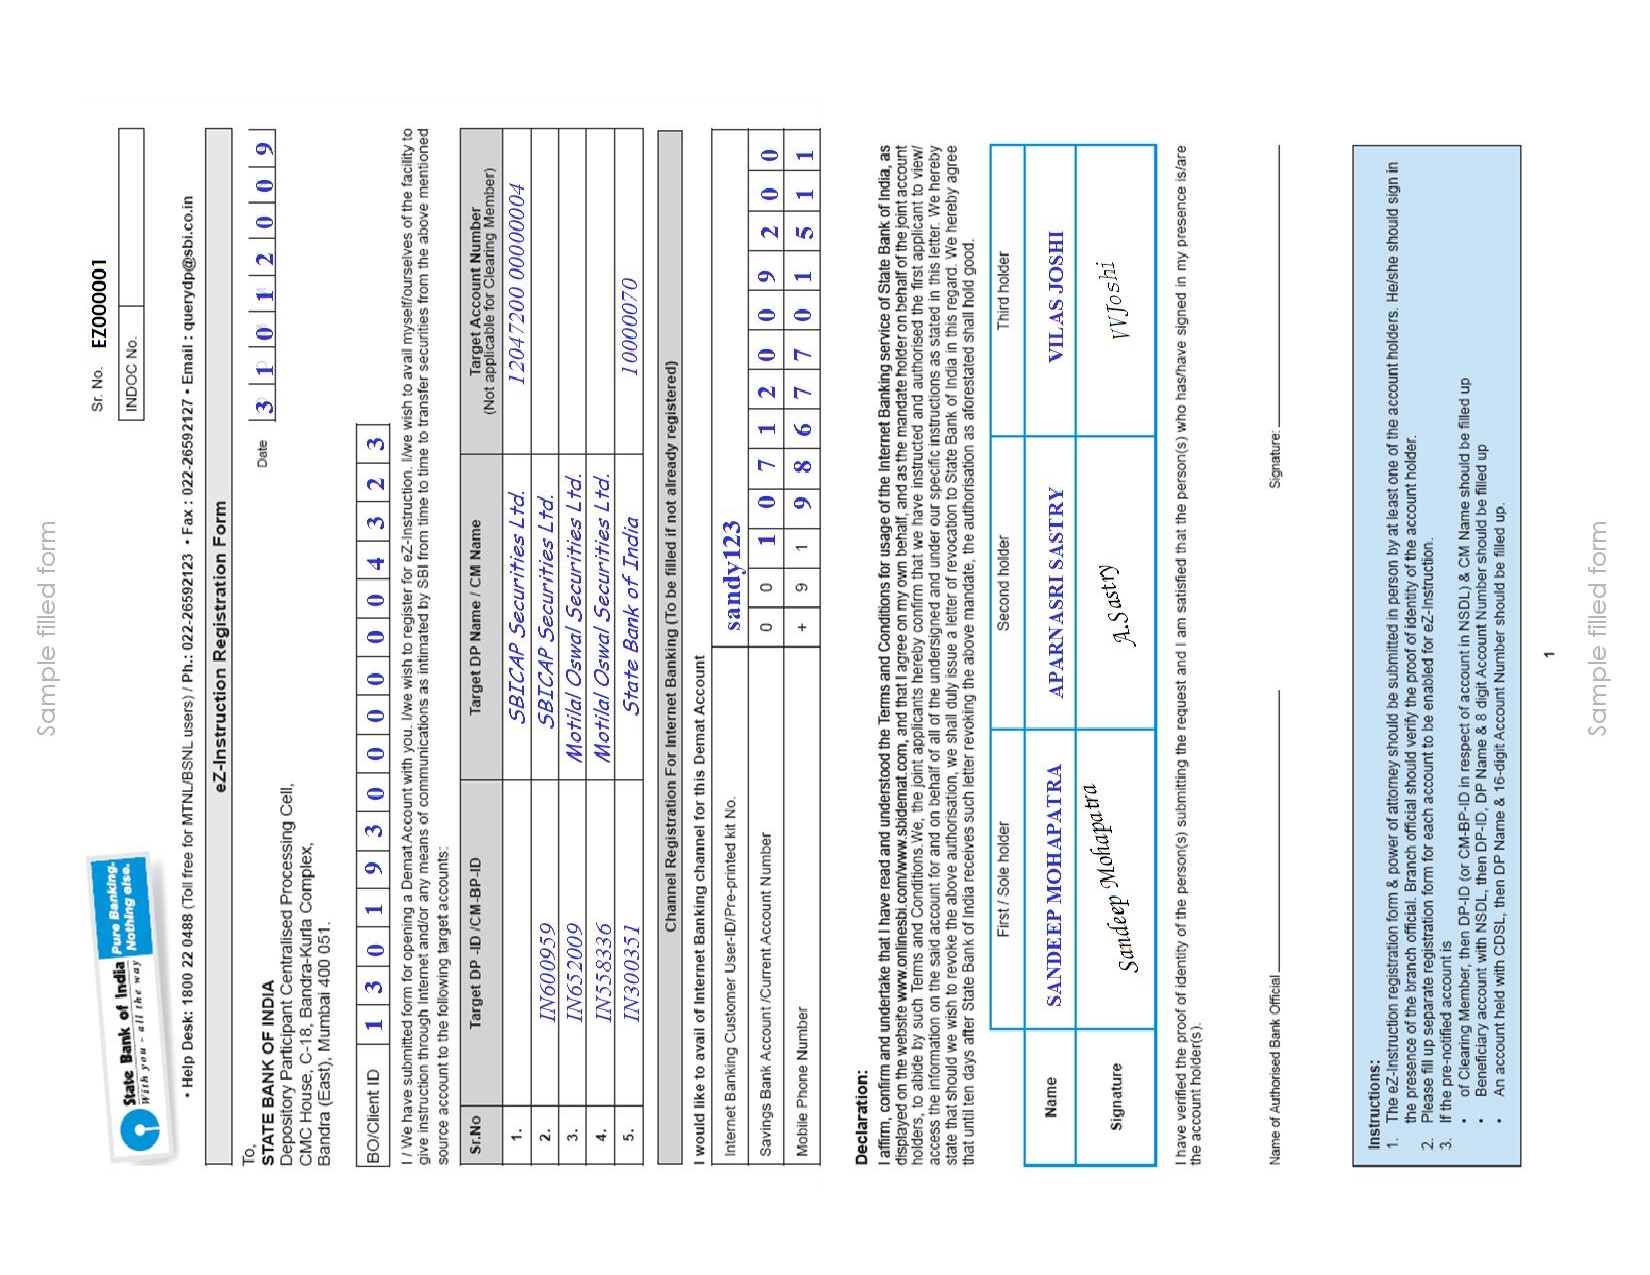 Sample filled form
State Bank of India
With you - all the way
Pure Banking.
Nothing else.
Sr. No. EZ000001
INDOC No.
• Help Desk: 1800 22 0488 (Toll free for MTNL/BSNL users) / Ph.: 022-26592123 • Fax : 022-26592127 • Email : querydp@sbi.co.in
eZ-Instruction Registration Form
To,
Date 3 1 0 1 2 0 0 9
STATE BANK OF INDIA
Depository Participant Centralised Processing Cell,
CMC House, C-18, Bandra-Kurla Complex,
Bandra (East), Mumbai 400 051.
BO/Client ID 1 3 0 1 9 3 0 0 0 0 0 0 4 3 2 3
I / We have submitted form for opening a Demat Account with you. I/we wish to register for eZ-Instruction. I/we wish to avail myself/ourselves of the facility to
give instruction through Internet and/or any means of communications as intimated by SBI from time to time to transfer securities from the above mentioned
source account to the following target accounts:
Sr.No Target DP -ID /CM-BP-ID Target DP Name / CM Name Target Account Number
(Not applicable for Clearing Member)
1. SBICAP Securities Ltd. 12047200 00000004
2. IN600959 SBICAP Securities Ltd.
3. IN652009 Motilal Oswal Securities Ltd.
4. IN558336 Motilal Oswal Securities Ltd.
5. IN300351 State Bank of India 10000070
Channel Registration For Internet Banking (To be filled if not already registered)
I would like to avail of Internet Banking channel for this Demat Account
Internet Banking Customer User-ID/Pre-printed kit No. sandy123
Savings Bank Account /Current Account Number 0 0 1 0 7 1 2 0 0 9 2 0 0
Mobile Phone Number + 9 1 9 8 6 7 7 0 1 5 1 1
Declaration:
I affirm, confirm and undertake that I have read and understood the Terms and Conditions for usage of the Internet Banking service of State Bank of India, as
displayed on the website www.onlinesbi.com/www.sbidemat.com, and that I agree on my own behalf, and as the mandate holder on behalf of the joint account
holders, to abide by such Terms and Conditions. We, the joint applicants hereby confirm that we have instructed and authorised the first applicant to view/
access the information on the said account for and on behalf of all of the undersigned and under our specific instructions as stated in this letter. We hereby
state that should we wish to revoke the above authorisation, we shall duly issue a letter of revocation to State Bank of India in this regard. We hereby agree
that until ten days after State Bank of India receives such letter revoking the above mandate, the authorisation as aforestated shall hold good.
First / Sole holder Second holder Third holder
Name SANDEEP MOHAPATRA APARNASRI SASTRY VILAS JOSHI
Signature Sandeep Mohapatra A.Sastry VVJoshi
I have verified the proof of identity of the person(s) submitting the request and I am satisfied that the person(s) who has/have signed in my presence is/are
the account holder(s).
Name of Authorised Bank Official Signature:
Instructions:
1. The eZ-Instruction registration form & power of attorney should be submitted in person by at least one of the account holders. He/she should sign in
the presence of the branch official. Branch official should verify the proof of identity of the account holder.
2. Please fill up separate registration form for each account to be enabled for eZ-Instruction.
3. If the pre-notified account is
• of Clearing Member, then DP-ID (or CM-BP-ID in respect of account in NSDL) & CM Name should be filled up
• Beneficiary account with NSDL, then DP-ID, DP Name & 8 digit Account Number should be filled up
• An account held with CDSL, then DP Name & 16-digit Account Number should be filled up.
1
Sample filled form